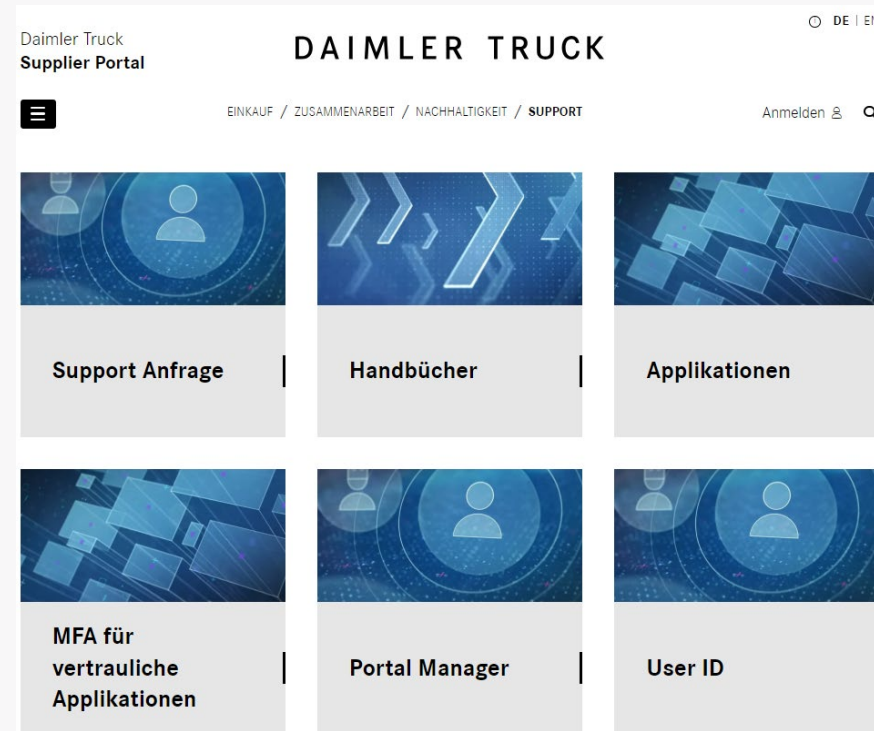 Daimler Truck
Supplier Portal
DAIMLER TRUCK
DE | EN
EINKAUF / ZUSAMMENARBEIT / NACHHALTIGKEIT / SUPPORT
Anmelden
Support Anfrage
Handbücher
Applikationen
MFA für
vertrauliche
Applikationen
Portal Manager
User ID